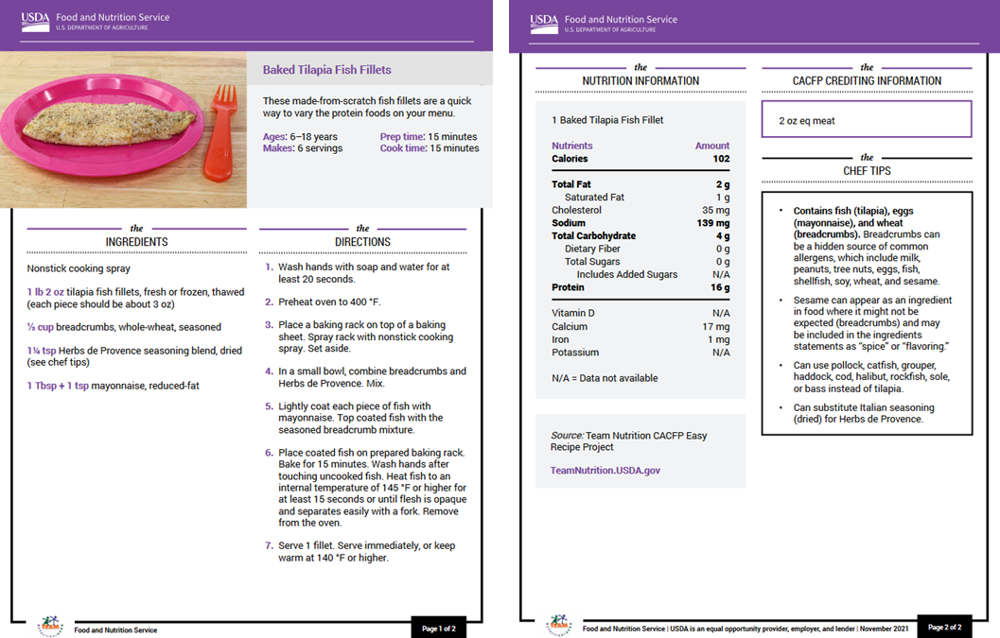 USDA Food and Nutrition Service
U.S. DEPARTMENT OF AGRICULTURE
Baked Tilapia Fish Fillets
These made-from-scratch fish fillets are a quick
way to vary the protein foods on your menu.
Ages: 6–18 years Prep time: 15 minutes
Makes: 6 servings Cook time: 15 minutes
the
INGREDIENTS
Nonstick cooking spray
1 lb 2 oz tilapia fish fillets, fresh or frozen, thawed
(each piece should be about 3 oz)
⅓ cup breadcrumbs, whole-wheat, seasoned
1¼ tsp Herbs de Provence seasoning blend, dried
(see chef tips)
1 Tbsp + 1 tsp mayonnaise, reduced-fat
the
DIRECTIONS
1. Wash hands with soap and water for at
least 20 seconds.
2. Preheat oven to 400 °F.
3. Place a baking rack on top of a baking
sheet. Spray rack with nonstick cooking
spray. Set aside.
4. In a small bowl, combine breadcrumbs and
Herbs de Provence. Mix.
5. Lightly coat each piece of fish with
mayonnaise. Top coated fish with the
seasoned breadcrumb mixture.
6. Place coated fish on prepared baking rack.
Bake for 15 minutes. Wash hands after
touching uncooked fish. Heat fish to an
internal temperature of 145 °F or higher for
at least 15 seconds or until flesh is opaque
and separates easily with a fork. Remove
from the oven.
7. Serve 1 fillet. Serve immediately, or keep
warm at 140 °F or higher.
TEAM
Food and Nutrition Service
Page 1 of 2
USDA Food and Nutrition Service
U.S. DEPARTMENT OF AGRICULTURE
the
NUTRITION INFORMATION
1 Baked Tilapia Fish Fillet
Nutrients Amount
Calories 102
Total Fat 2 g
Saturated Fat 1 g
Cholesterol 35 mg
Sodium 139 mg
Total Carbohydrate 4 g
Dietary Fiber 0 g
Total Sugars 0 g
Includes Added Sugars N/A
Protein 16 g
Vitamin D N/A
Calcium 17 mg
Iron 1 mg
Potassium N/A
N/A = Data not available
Source: Team Nutrition CACFP Easy
Recipe Project
TeamNutrition.USDA.gov
the
CACFP CREDITING INFORMATION
2 oz eq meat
the
CHEF TIPS
• Contains fish (tilapia), eggs
(mayonnaise), and wheat
(breadcrumbs). Breadcrumbs can
be a hidden source of common
allergens, which include milk,
peanuts, tree nuts, eggs, fish,
shellfish, soy, wheat, and sesame.
• Sesame can appear as an ingredient
in food where it might not be
expected (breadcrumbs) and may
be included in the ingredients
statements as “spice” or “flavoring.”
• Can use pollock, catfish, grouper,
haddock, cod, halibut, rockfish, sole,
or bass instead of tilapia.
• Can substitute Italian seasoning
(dried) for Herbs de Provence.
TEAM
Food and Nutrition Service | USDA is an equal opportunity provider, employer, and lender | November 2021
Page 2 of 2